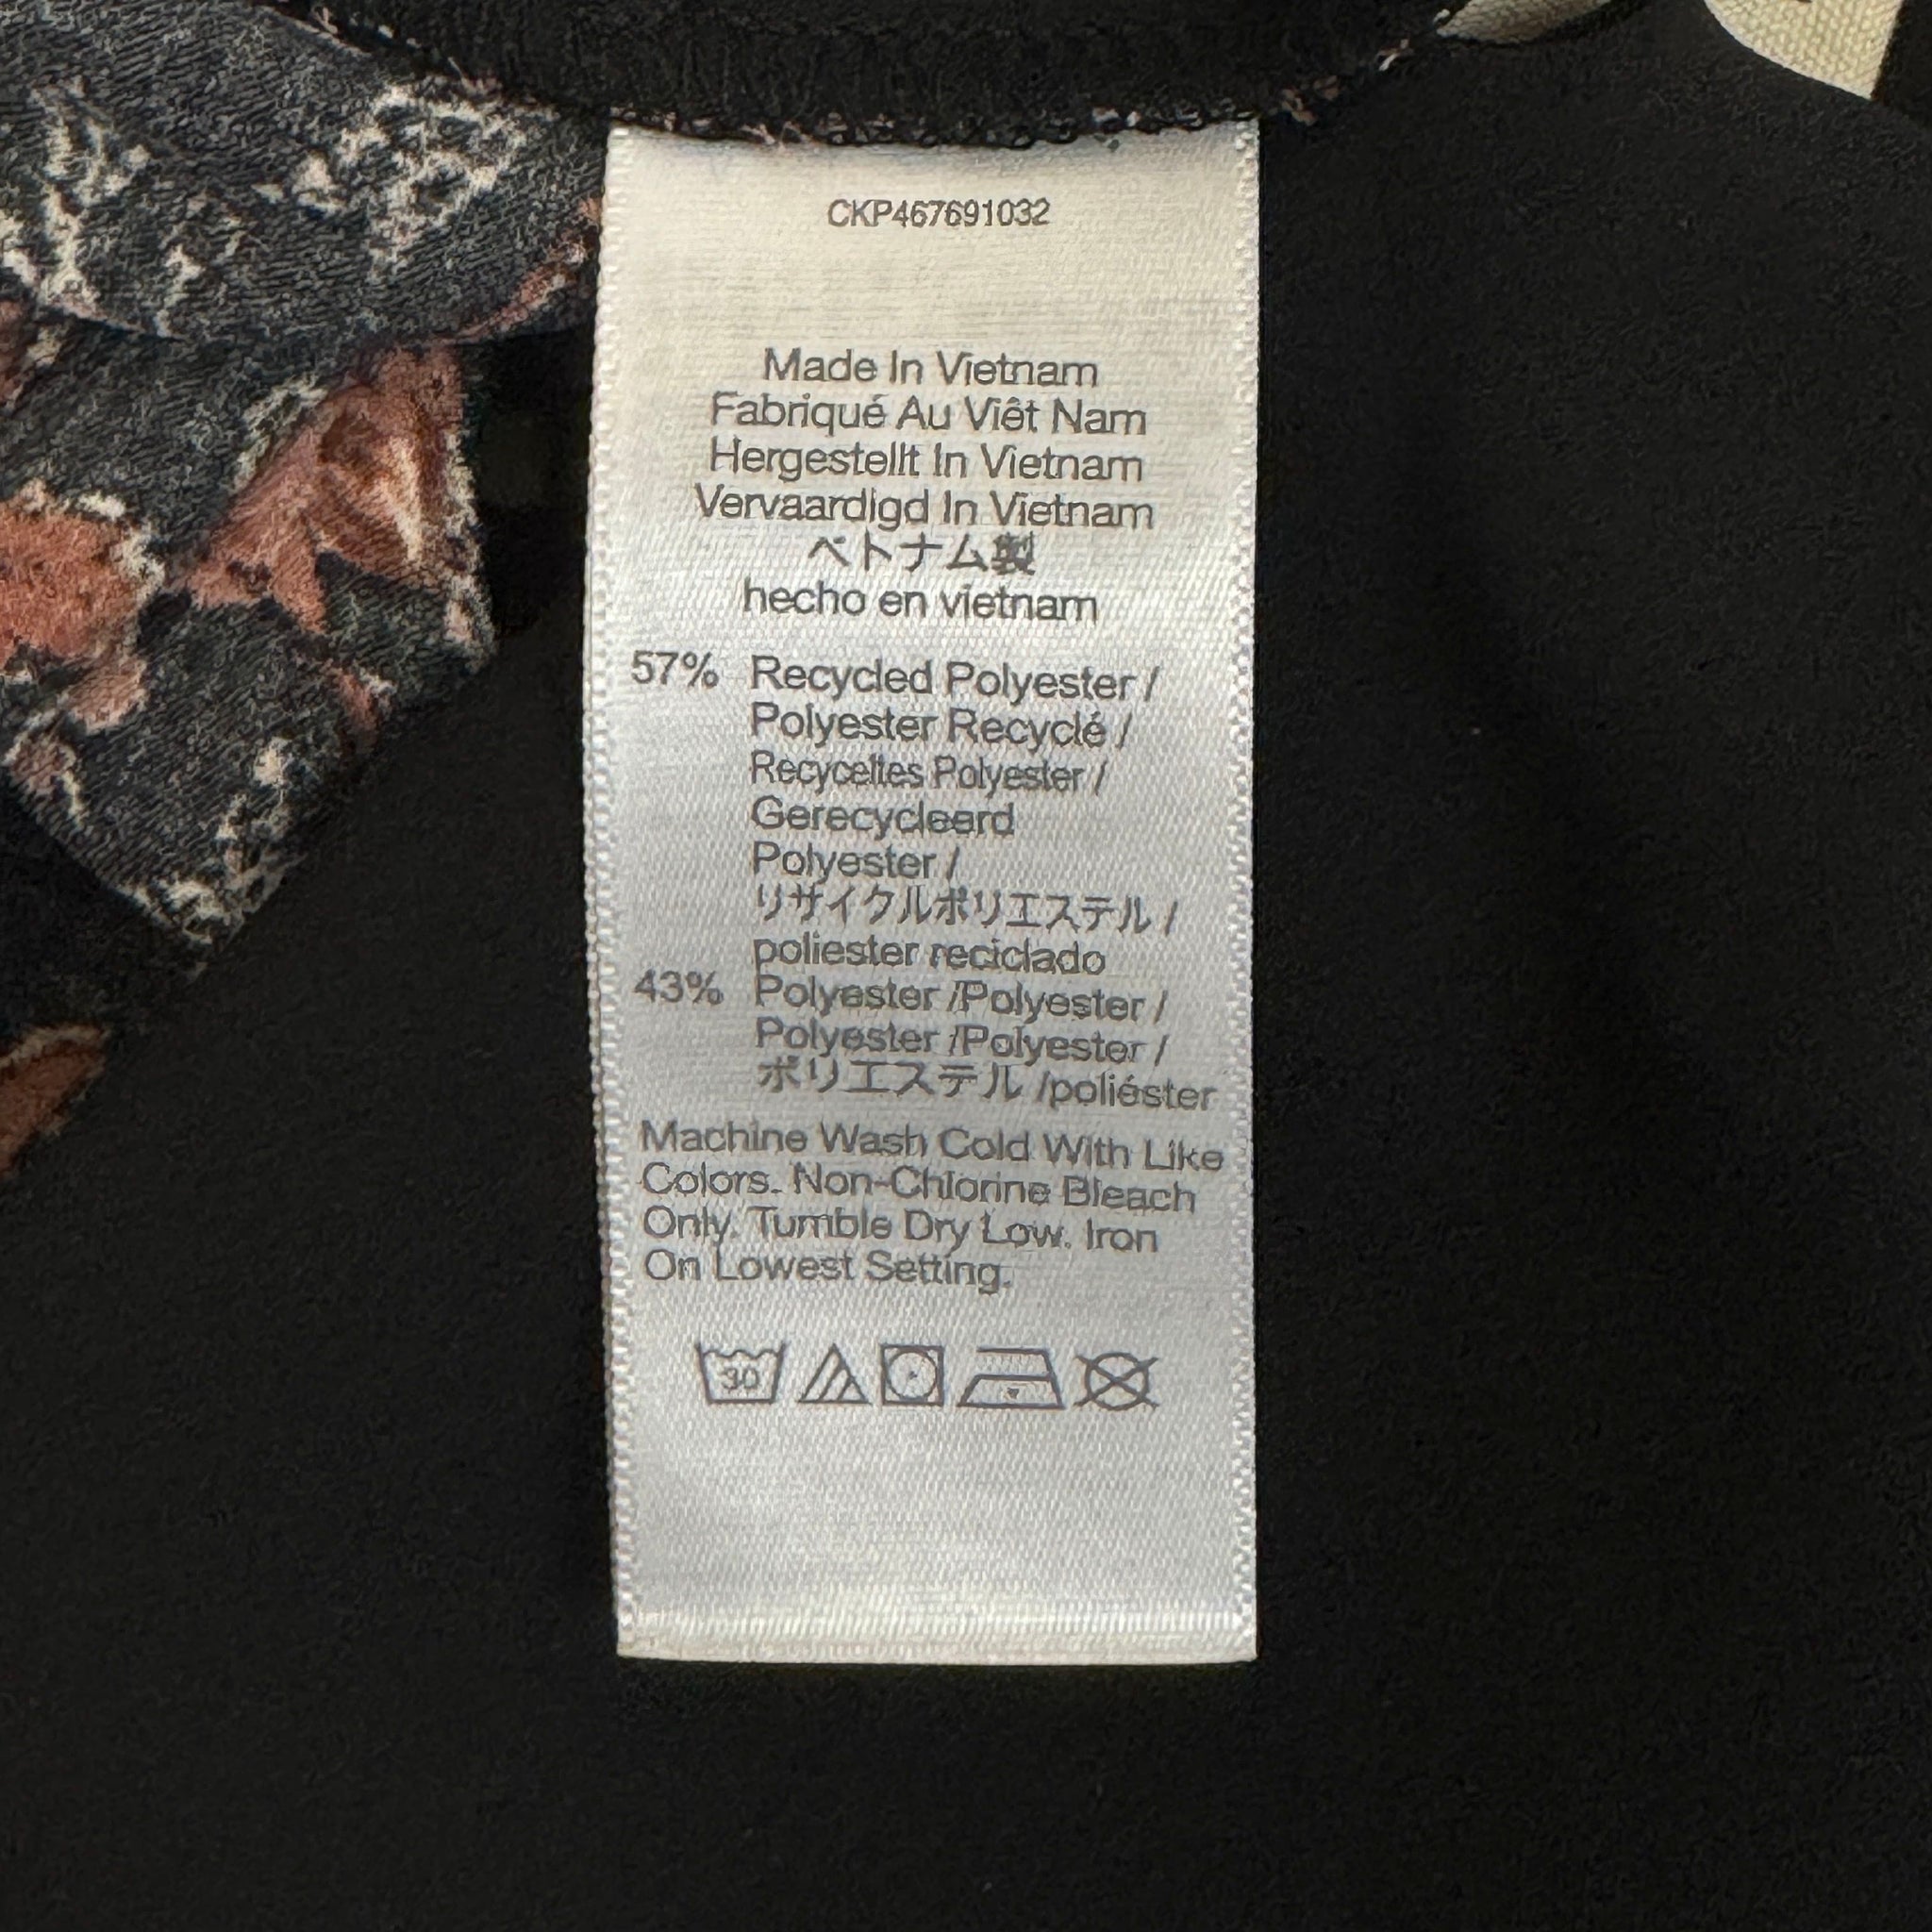 CKP467691032
Made In Vietnam
Fabriqué Au Viêt Nam
Hergestellt In Vietnam
Vervaardigd In Vietnam
ベトナム製
hecho en vietnam
57% Recycled Polyester /
Polyester Recyclé /
Recyceltes Polyester /
Gerecycleerd
Polyester /
リサイクルポリエステル /
poliester reciclado
43% Polyester /Polyester /
Polyester /Polyester /
ポリエステル /poliéster
Machine Wash Cold With Like
Colors. Non-Chlorine Bleach
Only. Tumble Dry Low. Iron
On Lowest Setting.
30